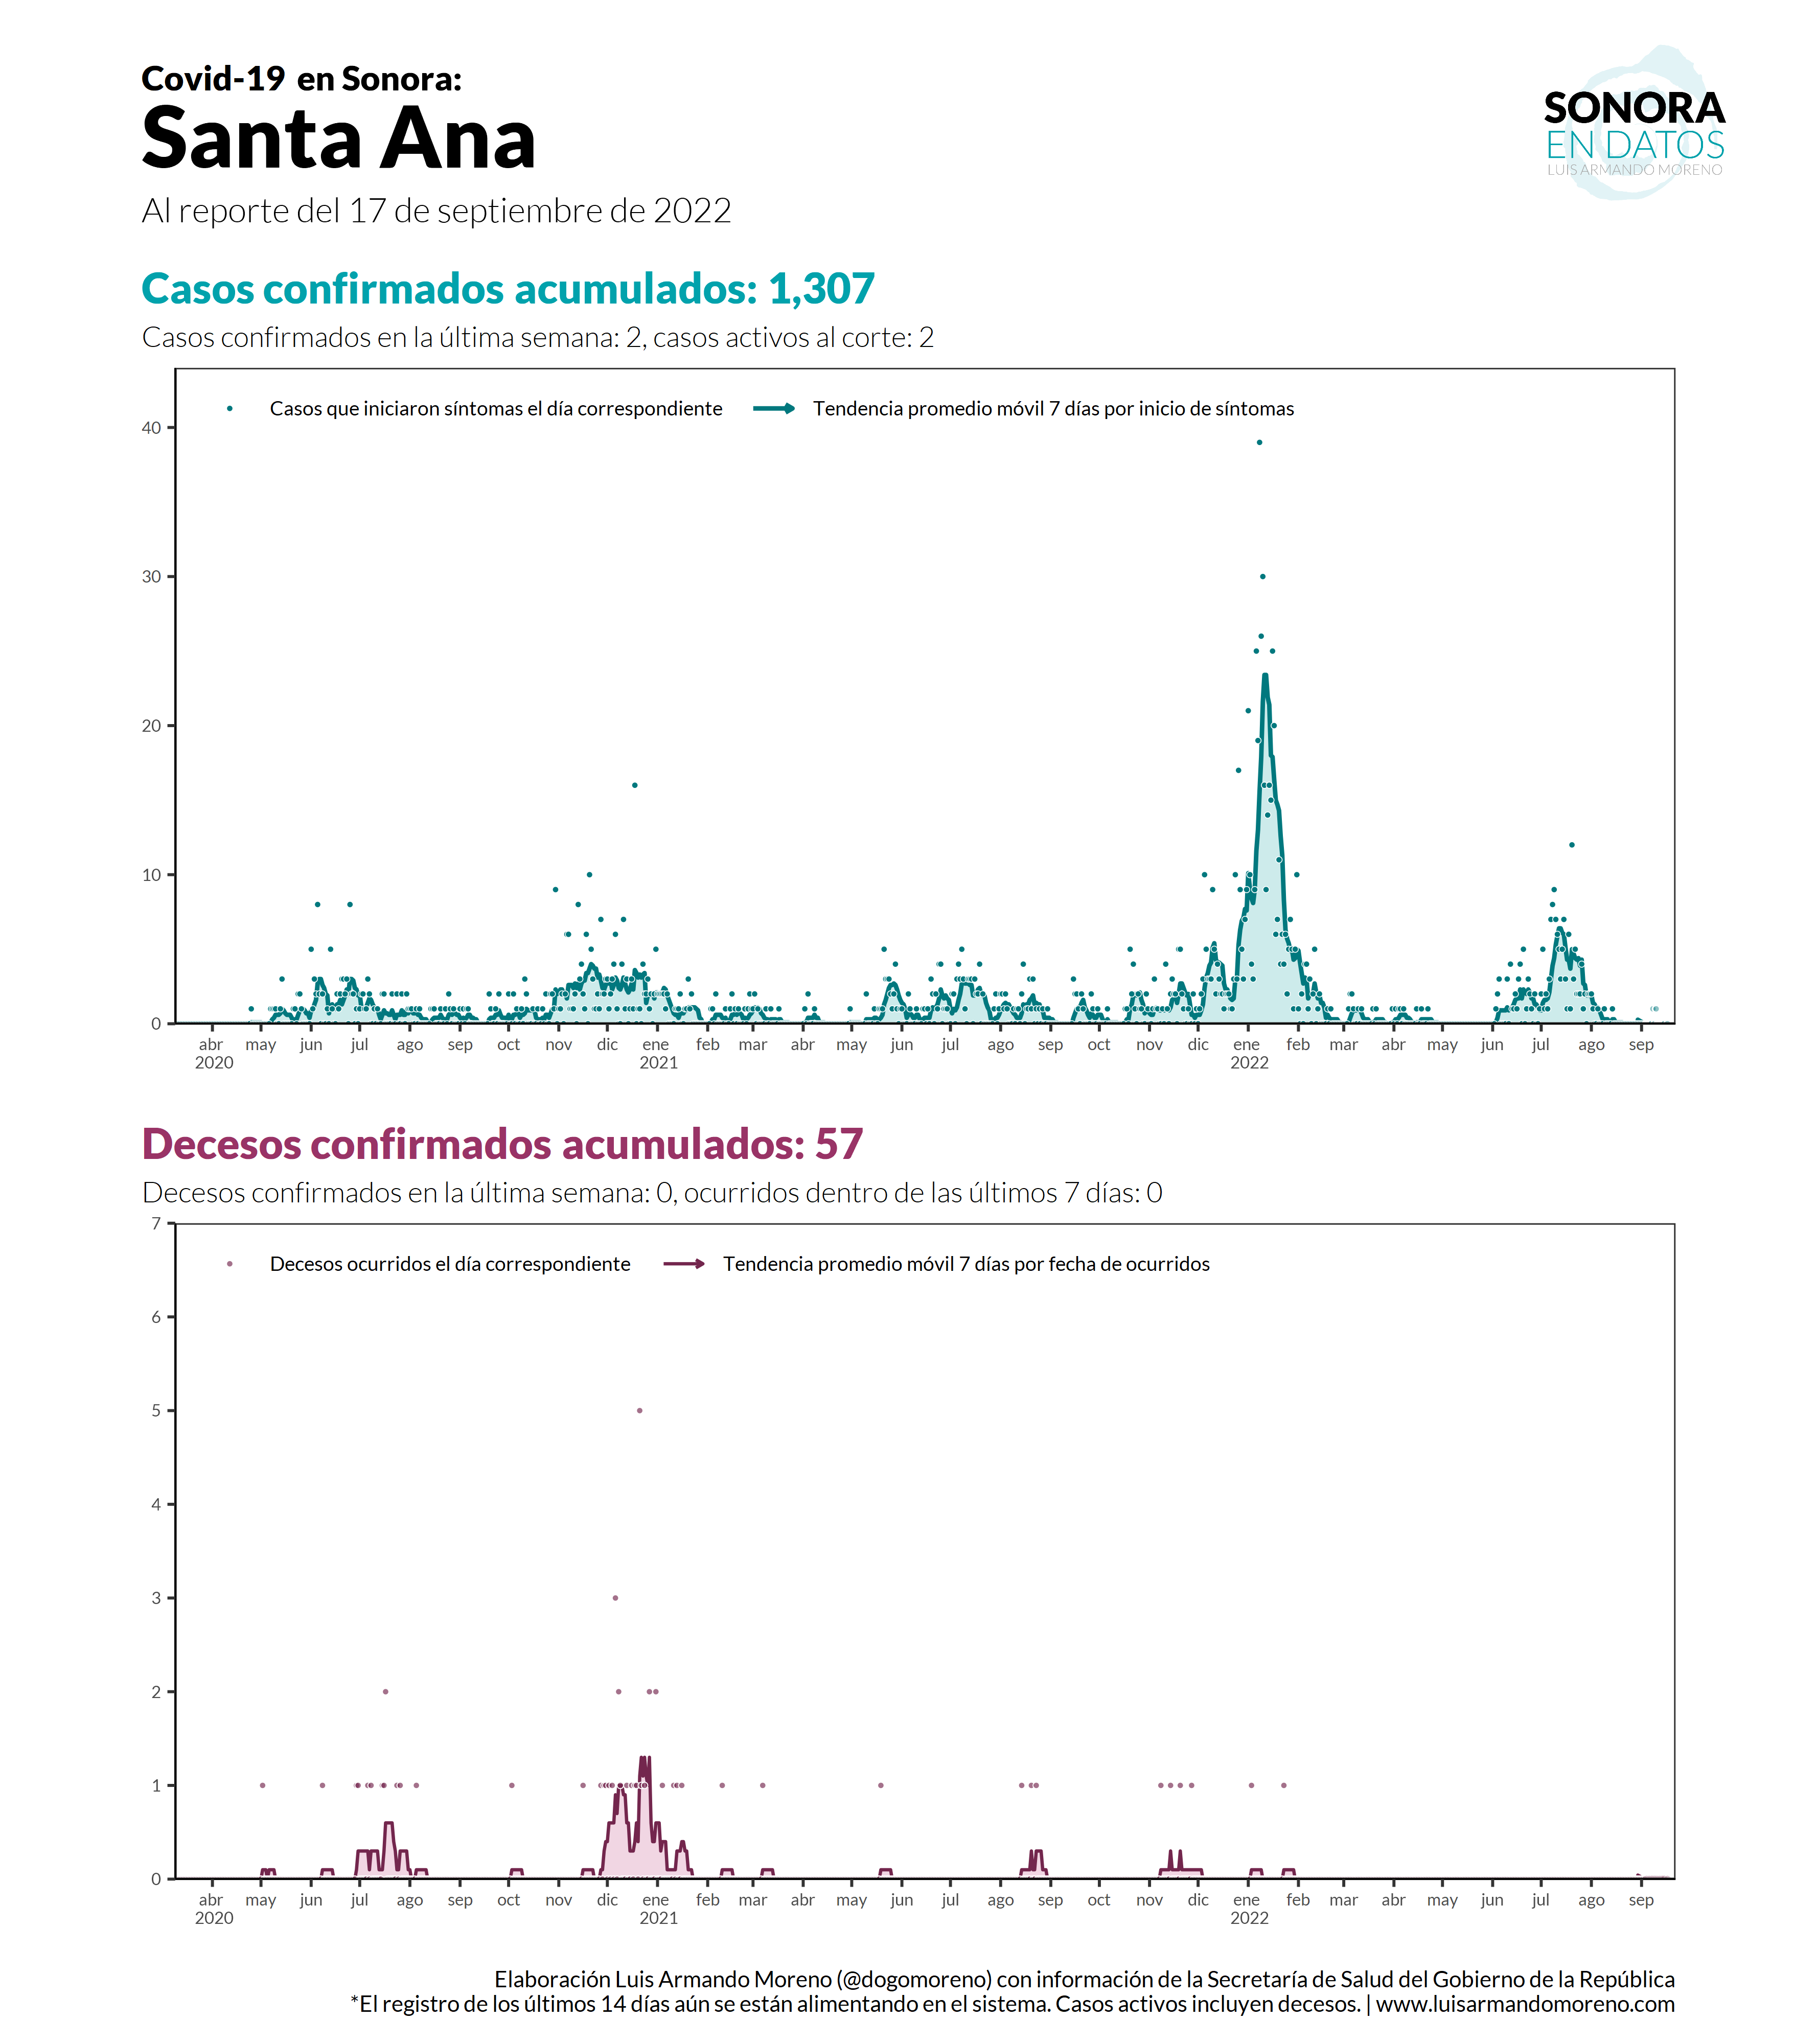 Covid-19 en Sonora:
Santa Ana
Al reporte del 17 de septiembre de 2022
SONORA
EN DATOS
LUIS ARMANDO MORENO
Casos confirmados acumulados: 1,307
Casos confirmados en la última semana: 2, casos activos al corte: 2
Casos que iniciaron síntomas el día correspondiente Tendencia promedio móvil 7 días por inicio de síntomas
40
30
20
10
0
abr may jun jul ago sep oct nov dic ene feb mar abr may jun jul ago sep oct nov dic ene feb mar abr may jun jul ago sep
2020 2021 2022
Decesos confirmados acumulados: 57
Decesos confirmados en la última semana: 0, ocurridos dentro de las últimos 7 días: 0
7
Decesos ocurridos el día correspondiente Tendencia promedio móvil 7 días por fecha de ocurridos
6
5
4
3
2
1
0
abr may jun jul ago sep oct nov dic ene feb mar abr may jun jul ago sep oct nov dic ene feb mar abr may jun jul ago sep
2020 2021 2022
Elaboración Luis Armando Moreno (@dogomoreno) con información de la Secretaría de Salud del Gobierno de la República
*El registro de los últimos 14 días aún se están alimentando en el sistema. Casos activos incluyen decesos. | www.luisarmandomoreno.com